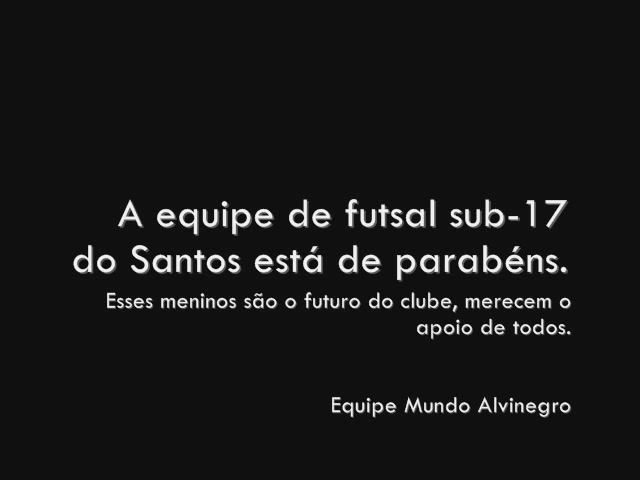 A equipe de futsal sub-17
do Santos está de parabéns.
Esses meninos são o futuro do clube, merecem o
apoio de todos.
Equipe Mundo Alvinegro